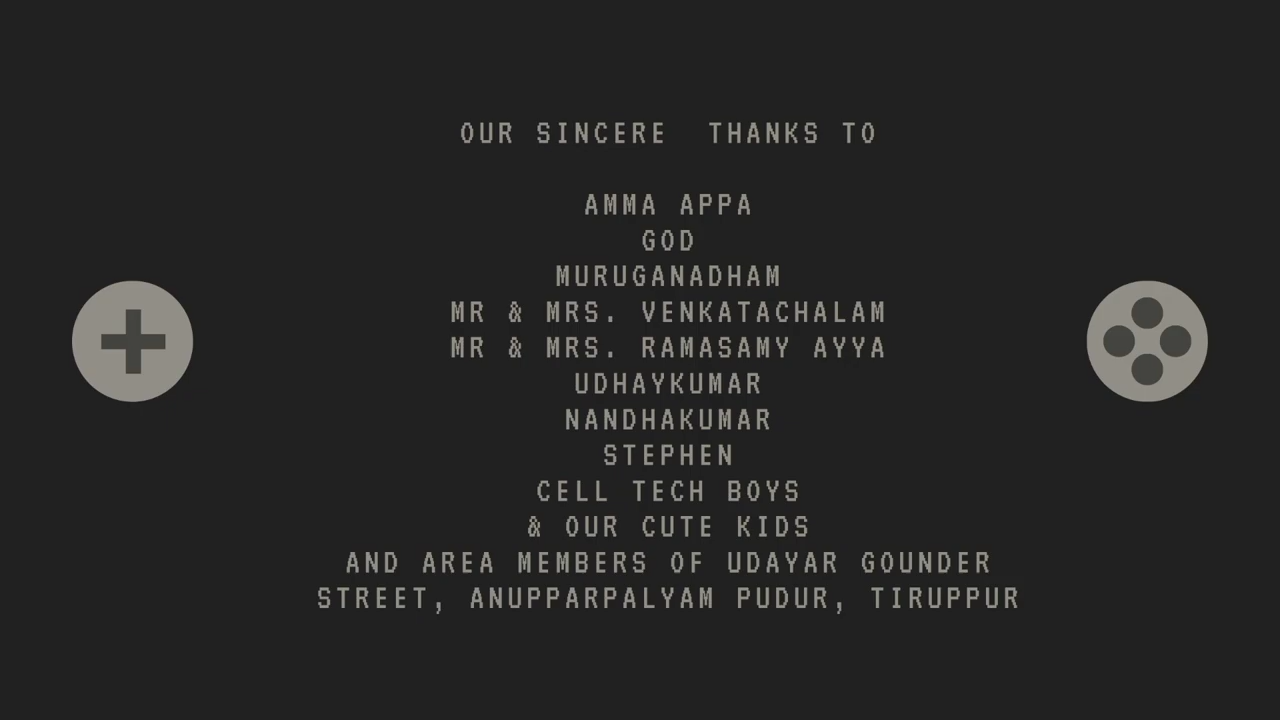 OUR SINCERE  THANKS TO
AMMA APPA
GOD
MURUGANADHAM
MR & MRS. VENKATACHALAM
MR & MRS. RAMASAMY AYYA
UDHAYKUMAR
NANDHAKUMAR
STEPHEN
CELL TECH BOYS
& OUR CUTE KIDS
AND AREA MEMBERS OF UDAYAR GOUNDER
STREET, ANUPPARPALYAM PUDUR, TIRUPPUR